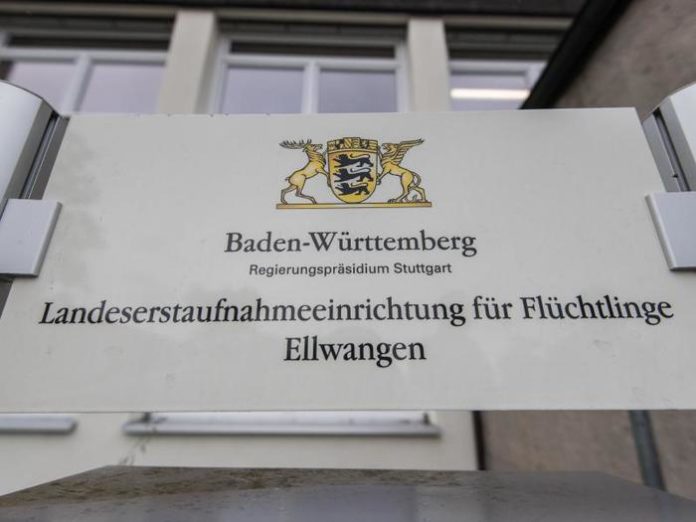 Baden-Württemberg
Regierungspräsidium Stuttgart
Landeserstaufnahmeeinrichtung für Flüchtlinge
Ellwangen